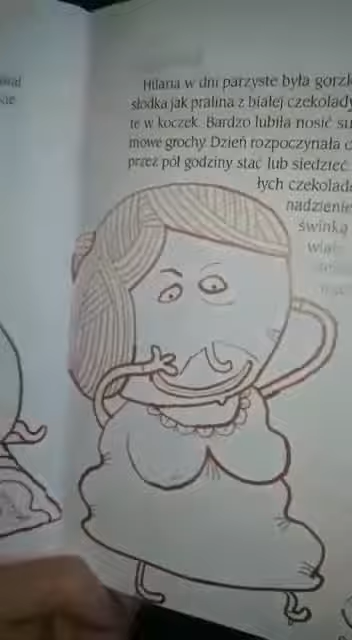 Hilaria w dni parzyste była gorzk
słodka jak pralina z białej czekolady
te w koczek. Bardzo lubiła nosić su
mowe grochy. Dzień rozpoczynała o
przez pół godziny stać lub siedzieć
łych czekolad
nadzienie
świnką